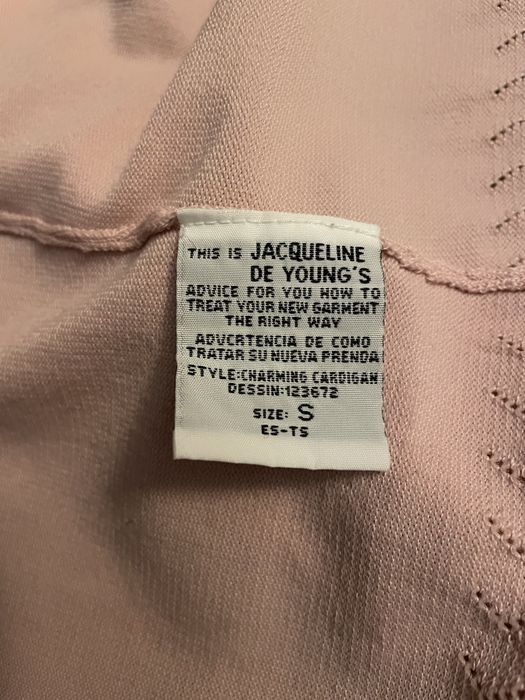 THIS IS JACQUELINE
DE YOUNG'S
ADVICE FOR YOU HOW TO
TREAT YOUR NEW GARMENT
THE RIGHT WAY
ADVCRTENCIA DE COMO
TRATAR SU NUEVA PRENDA
STYLE:CHARMING CARDIGAN
DESSIN:123672
SIZE: S
ES-TS